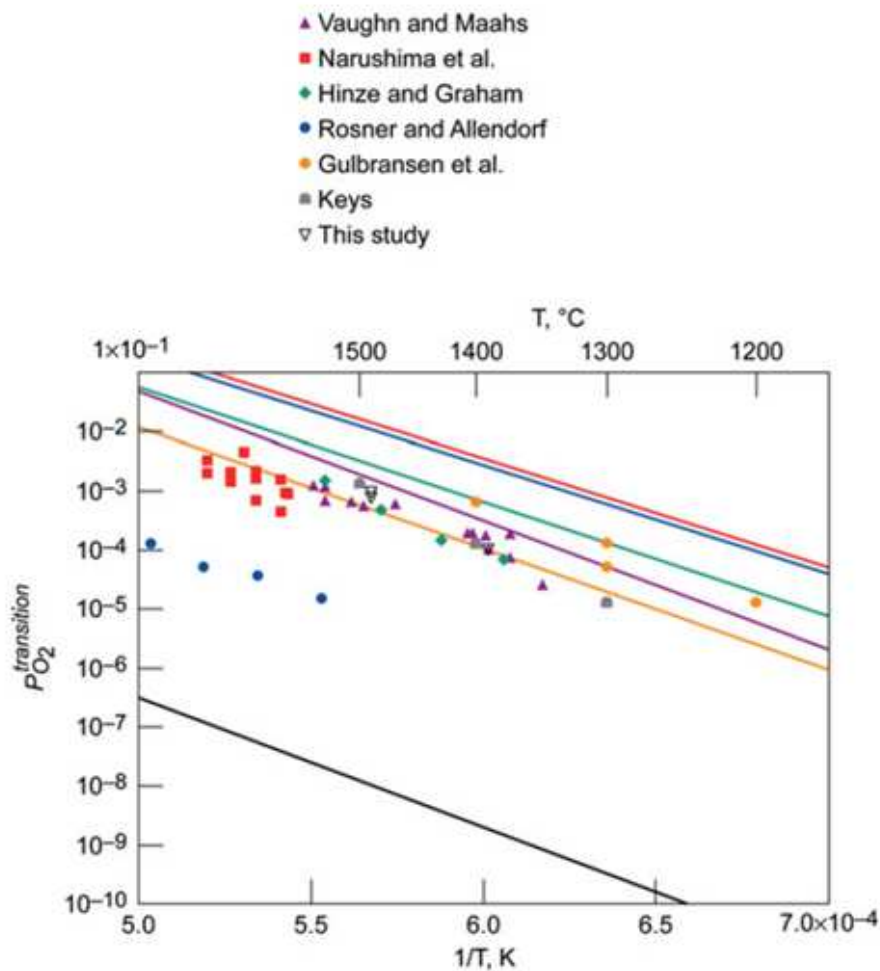 Vaughn and Maahs
Narushima et al.
Hinze and Graham
Rosner and Allendorf
Gulbransen et al.
Keys
This study
T, °C
1×10⁻¹ 1500 1400 1300 1200
10⁻²
10⁻³
10⁻⁴
10⁻⁵
10⁻⁶
10⁻⁷
10⁻⁸
10⁻⁹
10⁻¹⁰
P_O₂^transition
5.0 5.5 6.0 6.5 7.0×10⁻⁴
1/T, K